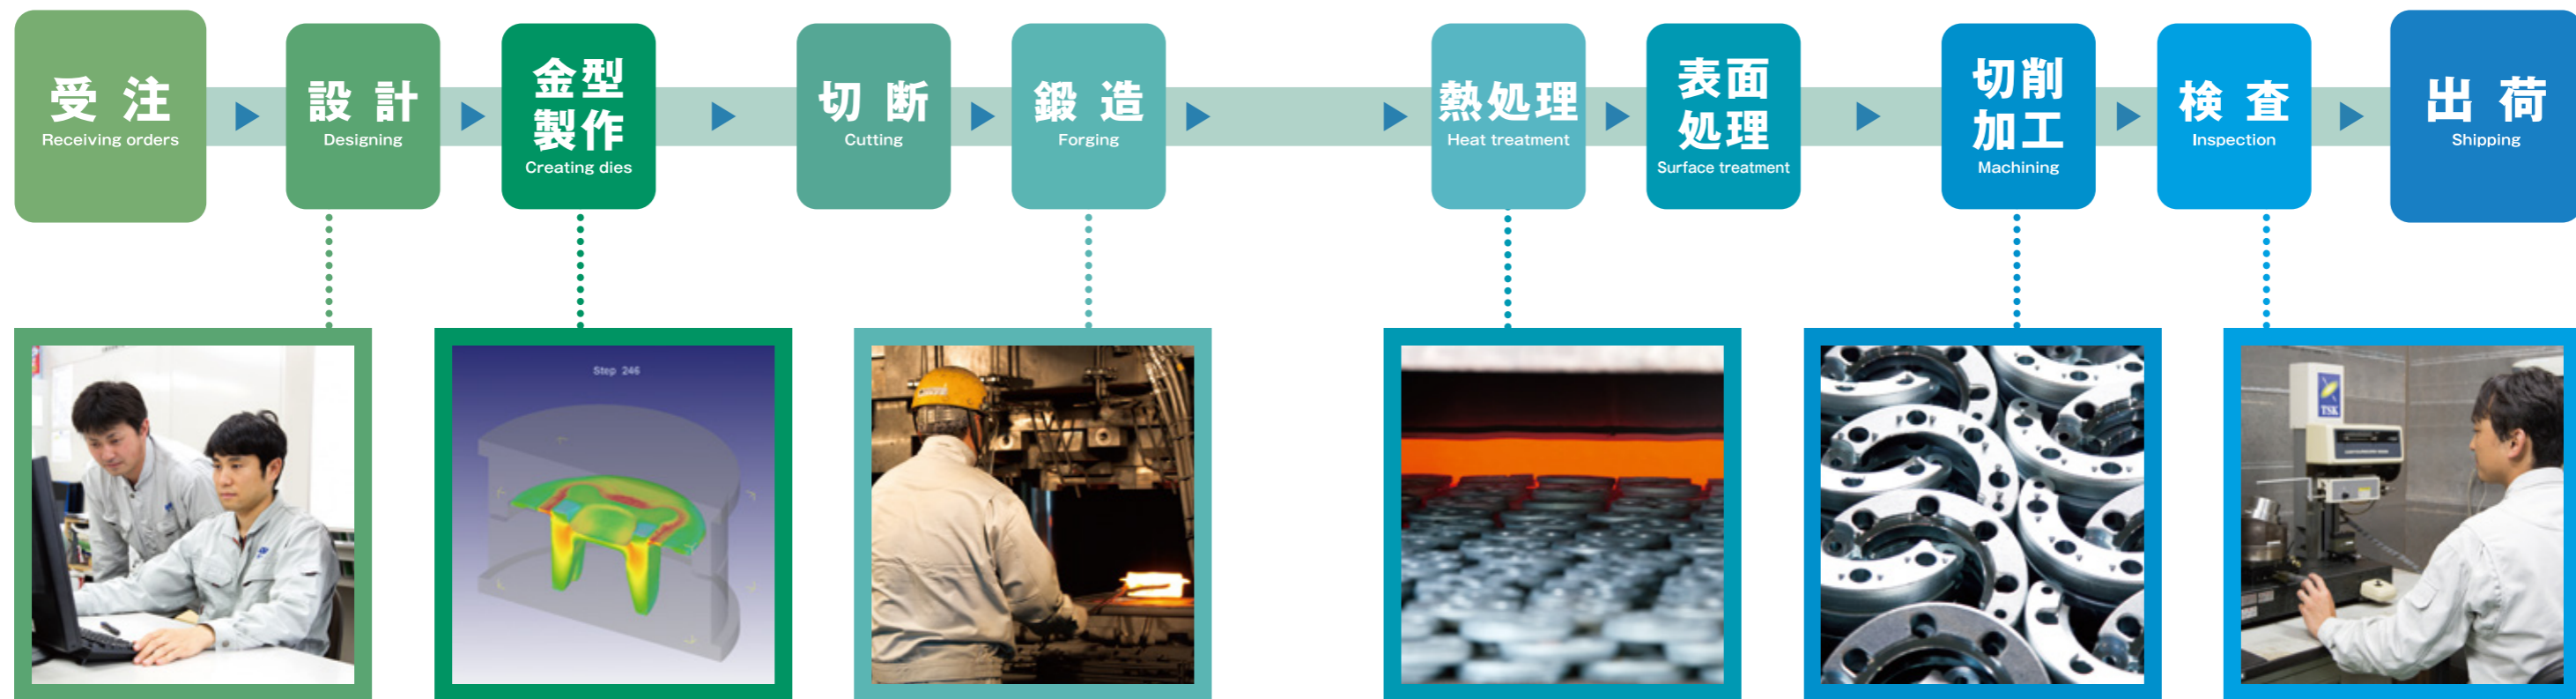 受 注
Receiving orders
設 計
Designing
金型
製作
Creating dies
切 断
Cutting
鍛 造
Forging
熱処理
Heat treatment
表面
処理
Surface treatment
切削
加工
Machining
検 査
Inspection
出 荷
Shipping
Step 246
TSK